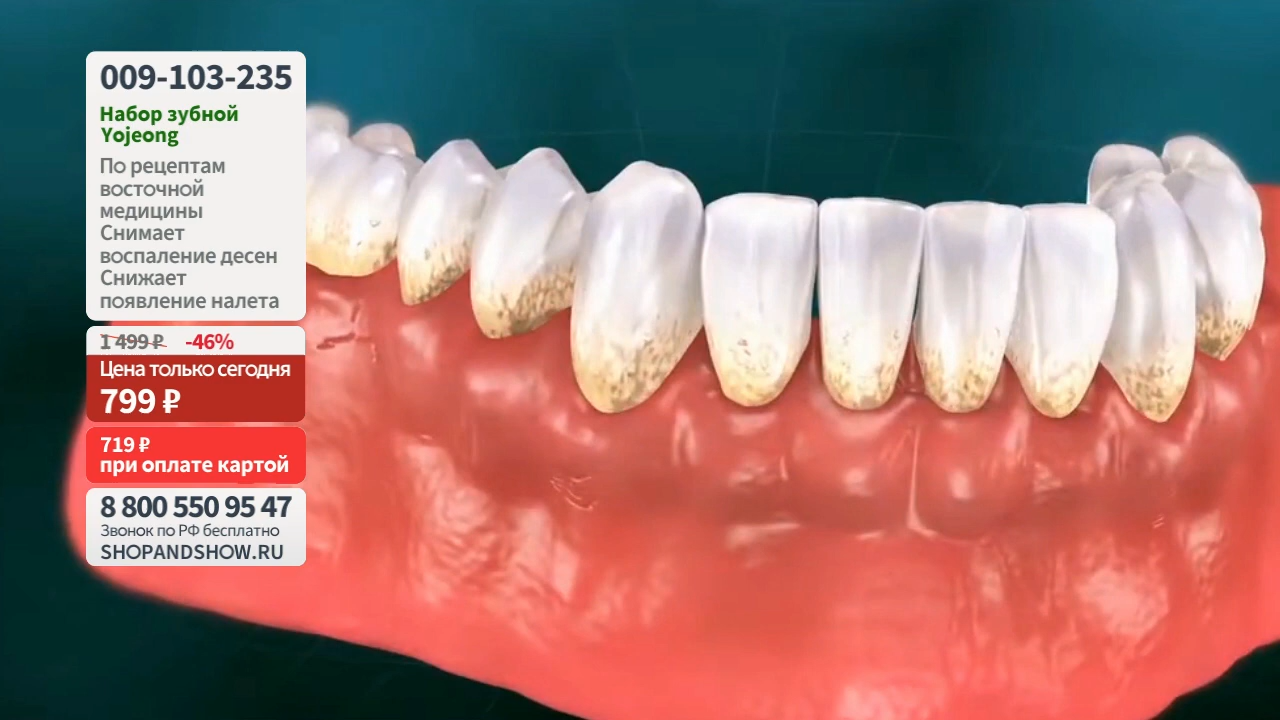 009-103-235
Набор зубной
Yojeong
По рецептам
восточной
медицины
Снимает
воспаление десен
Снижает
появление налета
1 499 ₽ -46%
Цена только сегодня
799 ₽
719 ₽
при оплате картой
8 800 550 95 47
Звонок по РФ бесплатно
SHOPANDSHOW.RU